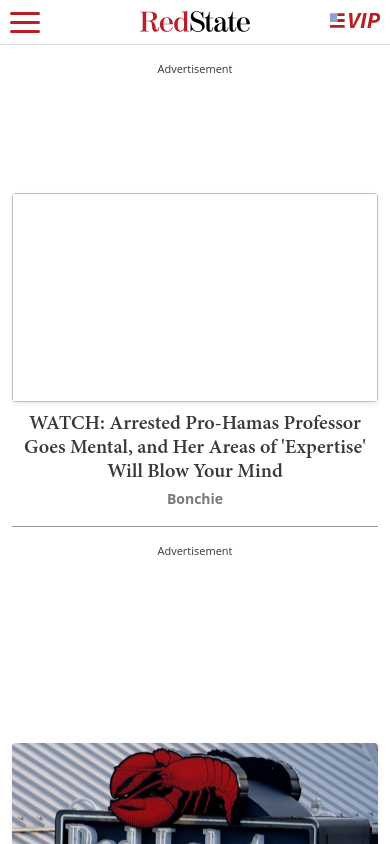 RedState
VIP
Advertisement
WATCH: Arrested Pro-Hamas Professor
Goes Mental, and Her Areas of 'Expertise'
Will Blow Your Mind
Bonchie
Advertisement